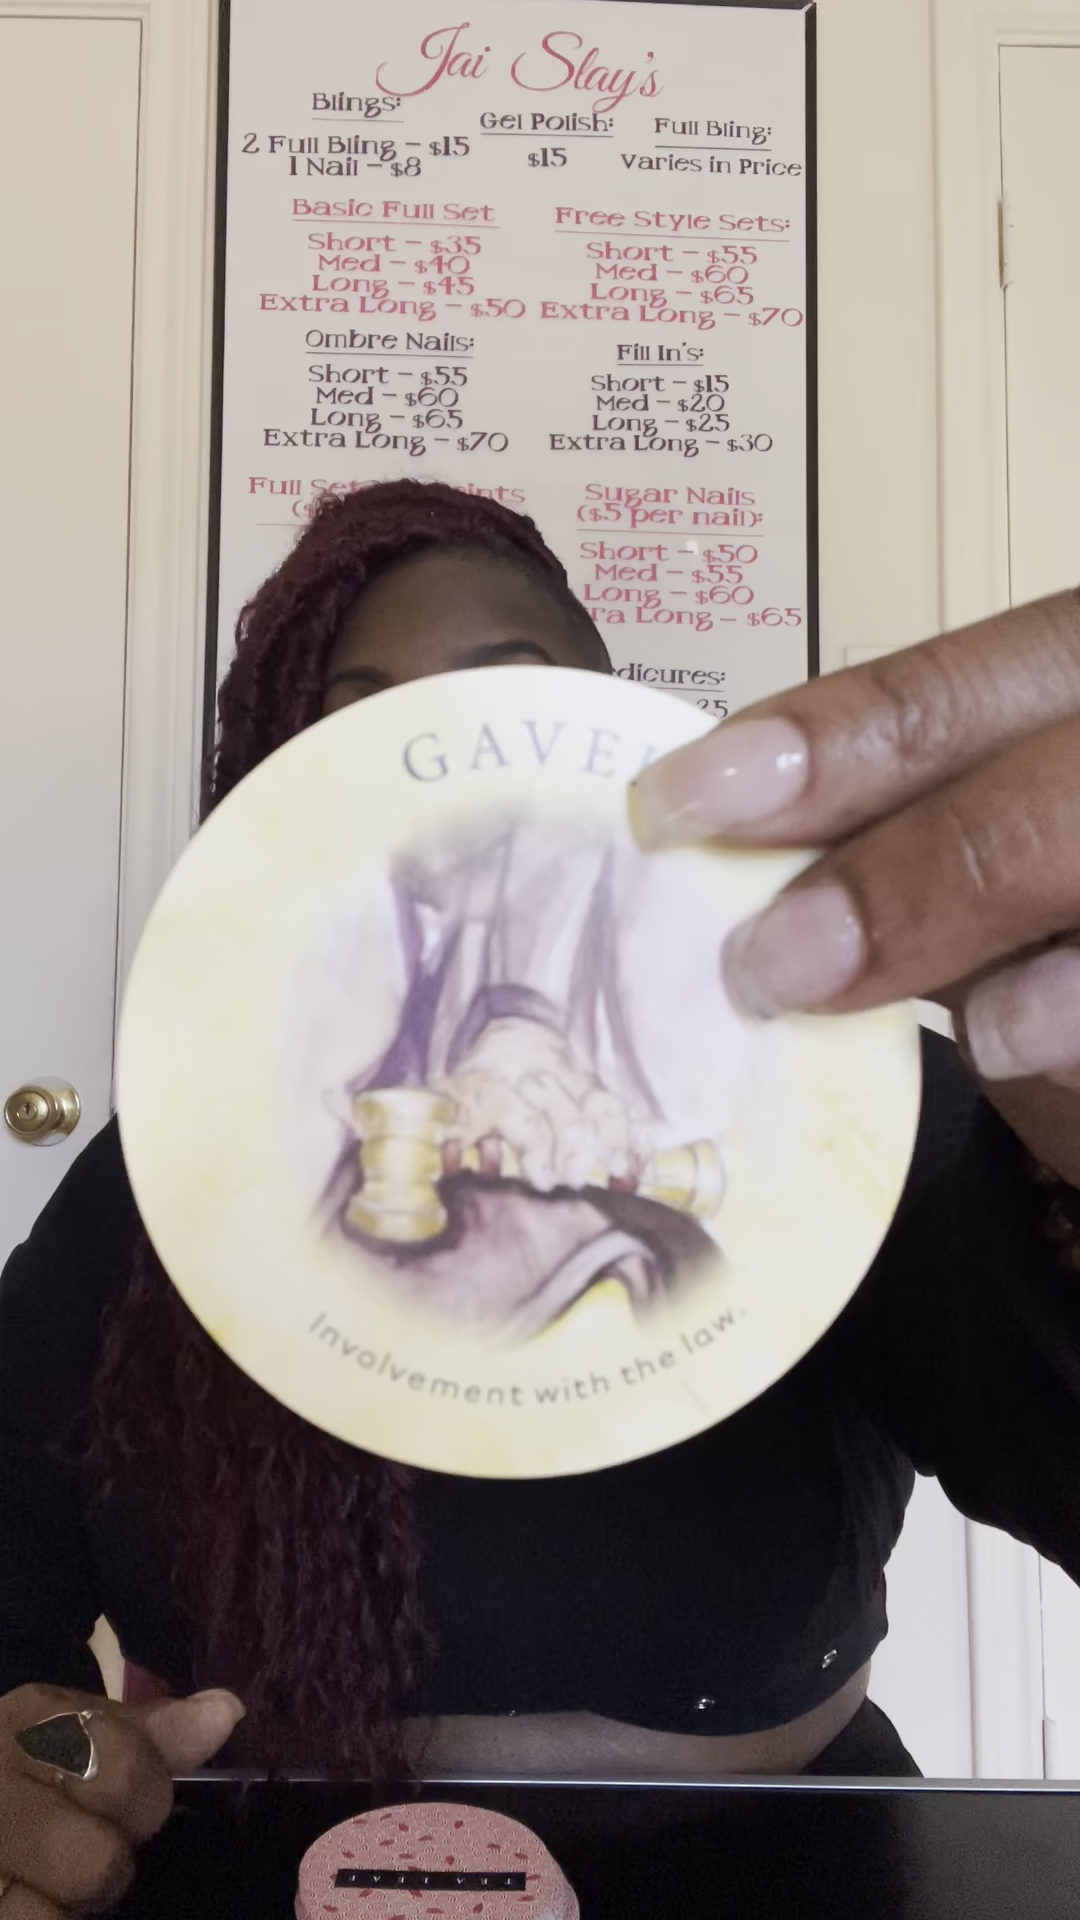 Jai Slay's
Blings:
2 Full Bling – $15
1 Nail – $8
Gel Polish:
$15
Full Bling:
Varies in Price
Basic Full Set
Short – $35
Med – $40
Long – $45
Extra Long – $50
Free Style Sets:
Short – $55
Med – $60
Long – $65
Extra Long – $70
Ombre Nails:
Short – $55
Med – $60
Long – $65
Extra Long – $70
Fill In's:
Short – $15
Med – $20
Long – $25
Extra Long – $30
Full
Sugar Nails
($5 per nail):
Short – $50
Med – $55
Long – $60
Long – $65
GAVEL
Involvement with the law.
TEA LEAF